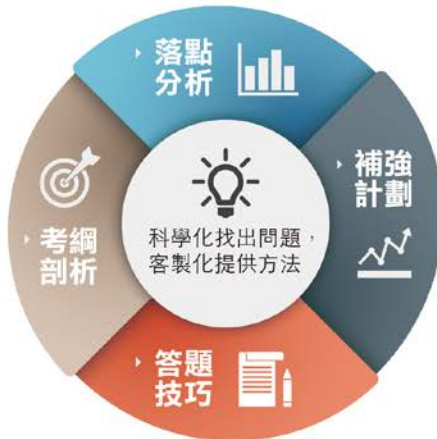 落點
分析
補強
計劃
科學化找出問題，
客製化提供方法
考綱
剖析
答題
技巧